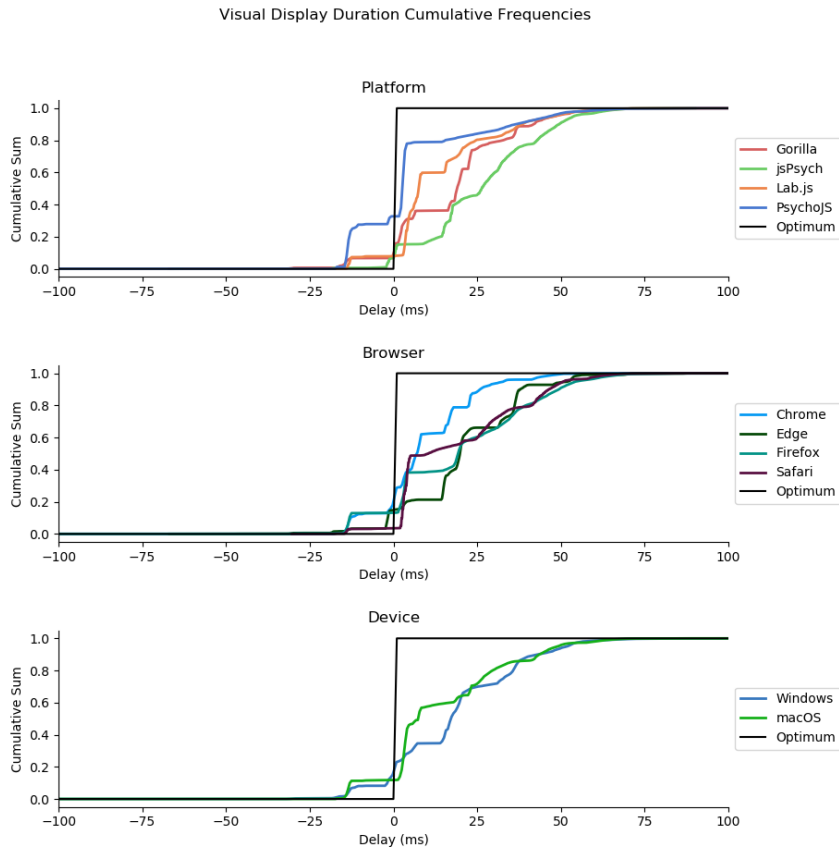 Visual Display Duration Cumulative Frequencies
Platform
1.0
0.8
0.6
0.4
0.2
0.0
Cumulative Sum
−100
−75
−50
−25
0
25
50
75
100
Delay (ms)
Gorilla
jsPsych
Lab.js
PsychoJS
Optimum
Browser
1.0
0.8
0.6
0.4
0.2
0.0
Cumulative Sum
−100
−75
−50
−25
0
25
50
75
100
Delay (ms)
Chrome
Edge
Firefox
Safari
Optimum
Device
1.0
0.8
0.6
0.4
0.2
0.0
Cumulative Sum
−100
−75
−50
−25
0
25
50
75
100
Delay (ms)
Windows
macOS
Optimum